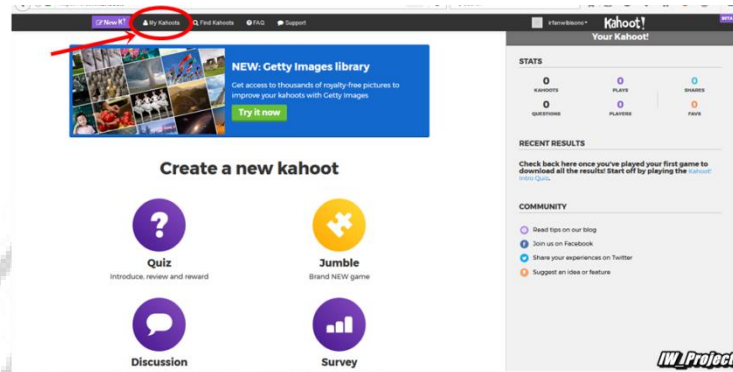 New K!
My Kahoots
Find Kahoots
FAQ
Support
irfanwibisono
Kahoot!
BETA
Your Kahoot!
NEW: Getty Images library
Get access to thousands of royalty-free pictures to
improve your kahoots with Getty Images
Try it now
Create a new kahoot
Quiz
Introduce, review and reward
Jumble
Brand NEW game
Discussion
Survey
STATS
0 0 0
KAHOOTS PLAYS SHARES
0 0 0
QUESTIONS PLAYERS FAVS
RECENT RESULTS
Check back here once you've played your first game to
download all the results! Start off by playing the Kahoot!
Intro Quiz.
COMMUNITY
Read tips on our blog
Join us on Facebook
Share your experiences on Twitter
Suggest an idea or feature
IW_Project